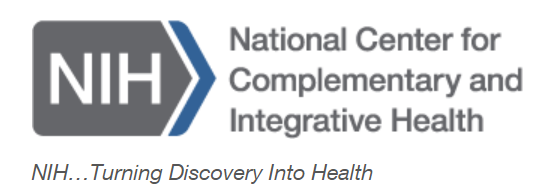 NIH
National Center for
Complementary and
Integrative Health
NIH...Turning Discovery Into Health